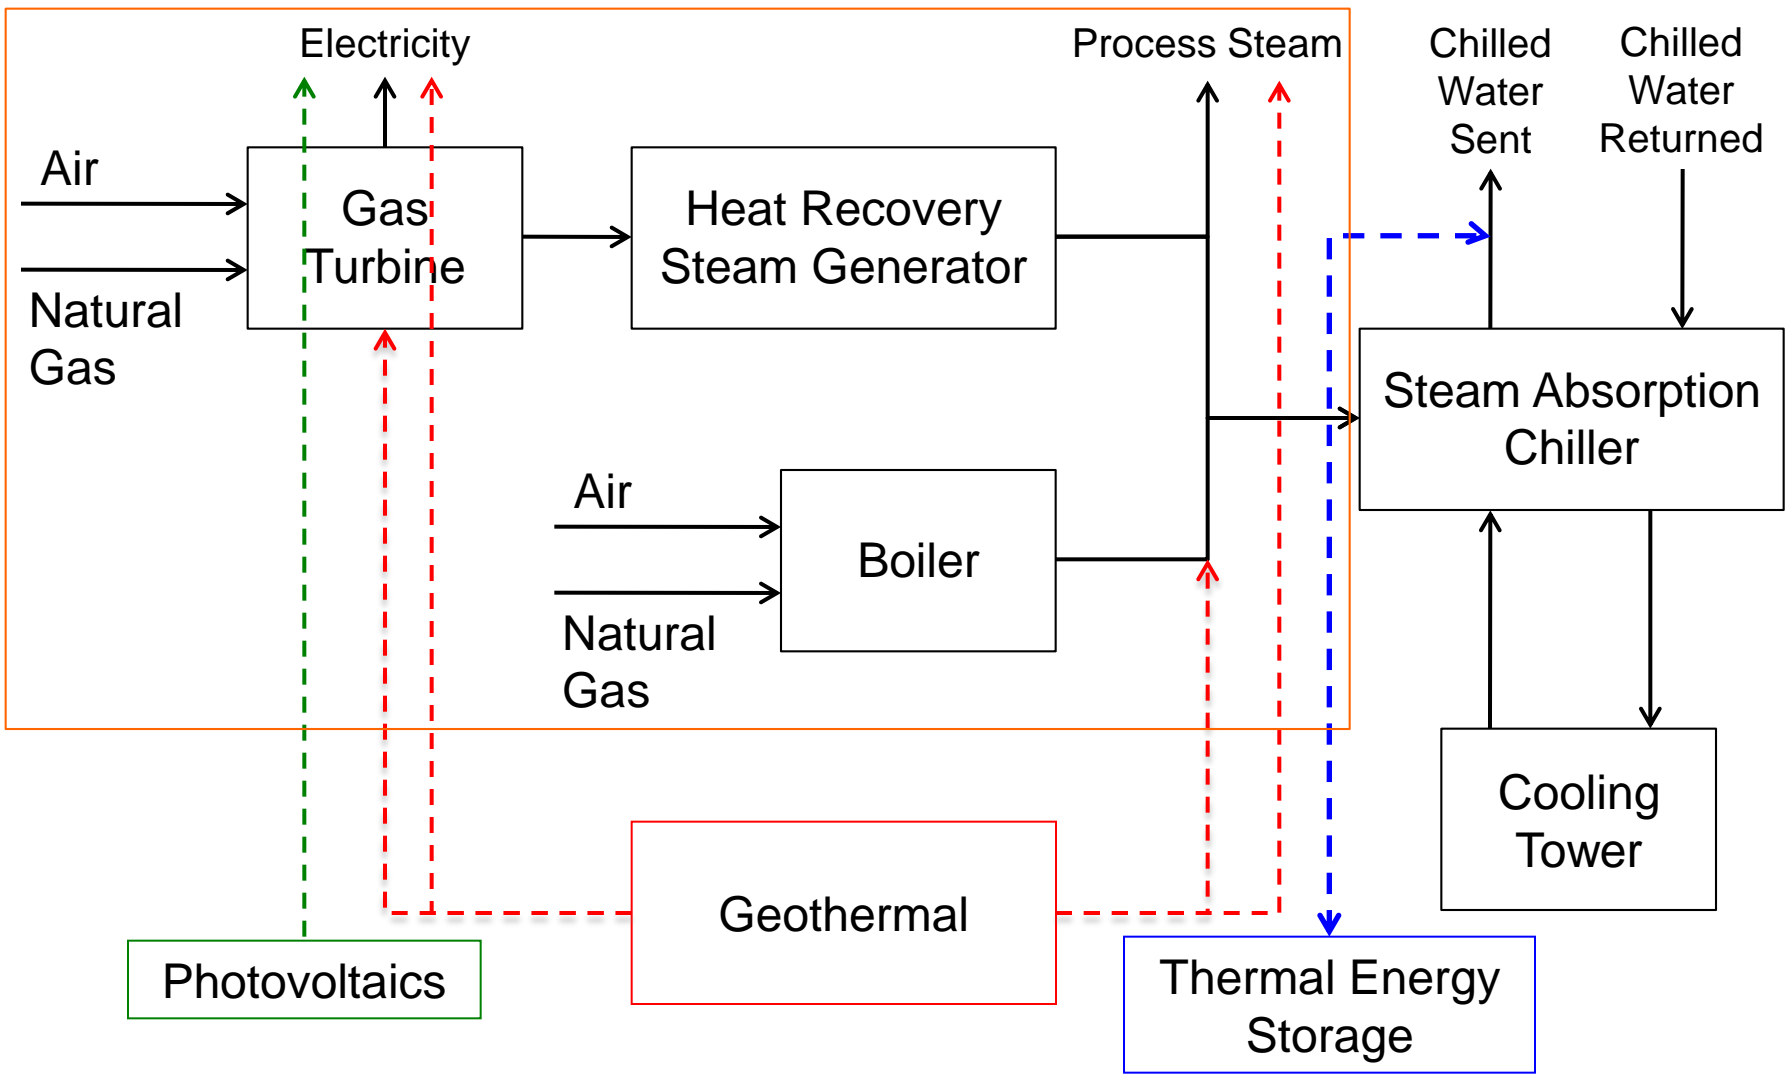 Electricity
Process Steam
Chilled
Water
Sent
Chilled
Water
Returned
Air
Natural
Gas
Gas
Turbine
Heat Recovery
Steam Generator
Steam Absorption
Chiller
Air
Natural
Gas
Boiler
Cooling
Tower
Geothermal
Photovoltaics
Thermal Energy
Storage